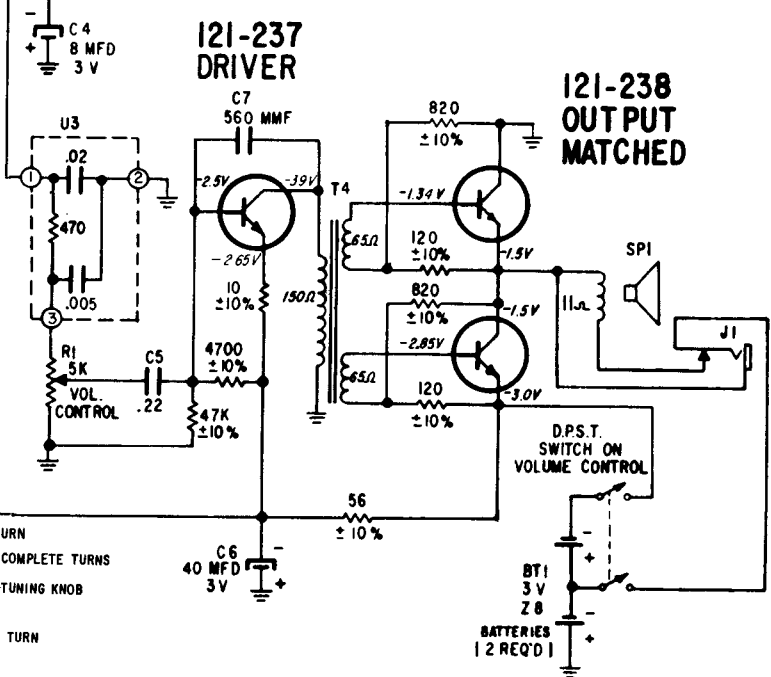 C4
8 MFD
3 V
121-237
DRIVER
C7
560 MMF
121-238
OUTPUT
MATCHED
820
±10%
U3
.02
1
2
470
.005
3
-2.5V
-.39V
-2.65V
T4
-1.34V
65Ω
120
±10%
-1.5V
SP1
10
±10%
150Ω
820
±10%
-1.5V
11Ω
J1
R1
5K
VOL.
CONTROL
C5
.22
4700
±10%
47K
±10%
-2.85V
65Ω
120
±10%
-3.0V
D.P.S.T.
SWITCH ON
VOLUME CONTROL
56
±10%
URN
COMPLETE TURNS
TUNING KNOB
TURN
C6
40 MFD
3V
BT1
3 V
Z 8
BATTERIES
[2 REQ'D]